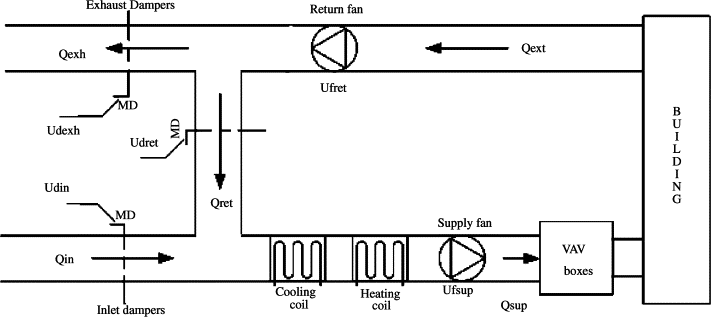 Exhaust Dampers
Return fan
Qexh
Qext
Ufret
MD
Udexh
MD
Udret
BUILDING
Udin
MD
Qret
Supply fan
Qin
VAV
boxes
Cooling
coil
Heating
coil
Ufsup
Qsup
Inlet dampers